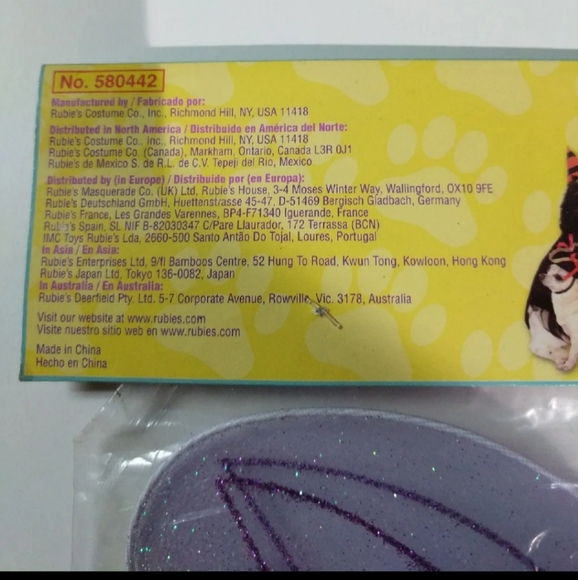 No. 580442
Manufactured by / Fabricado por:
Rubie's Costume Co., Inc., Richmond Hill, NY, USA 11418
Distributed in North America / Distribuido en América del Norte:
Rubie's Costume Co., Inc., Richmond Hill, NY, USA 11418
Rubie's Costume Co. (Canada), Markham, Ontario, Canada L3R 0J1
Rubie's de Mexico S. de R.L. de C.V. Tepeji del Rio, Mexico
Distributed by (in Europe) / Distribuido por (en Europa):
Rubie's Masquerade Co. (UK) Ltd, Rubie's House, 3-4 Moses Winter Way, Wallingford, OX10 9FE
Rubie's Deutschland GmbH, Huettenstrasse 45-47, D-51469 Bergisch Gladbach, Germany
Rubie's France, Les Grandes Varennes, BP4-F71340 Iguerande, France
Rubie's Spain, SL NIF B-82030347 C/Pare Llaurador, 172 Terrassa (BCN)
IMC Toys Rubie's Lda, 2660-500 Santo Antão Do Tojal, Loures, Portugal
In Asia / En Asia:
Rubie's Enterprises Ltd, 9/fl Bamboos Centre, 52 Hung To Road, Kwun Tong, Kowloon, Hong Kong
Rubie's Japan Ltd, Tokyo 136-0082, Japan
In Australia / En Australia:
Rubie's Deerfield Pty. Ltd. 5-7 Corporate Avenue, Rowville, Vic. 3178, Australia
Visit our website at www.rubies.com
Visite nuestro sitio web en www.rubies.com
Made in China
Hecho en China